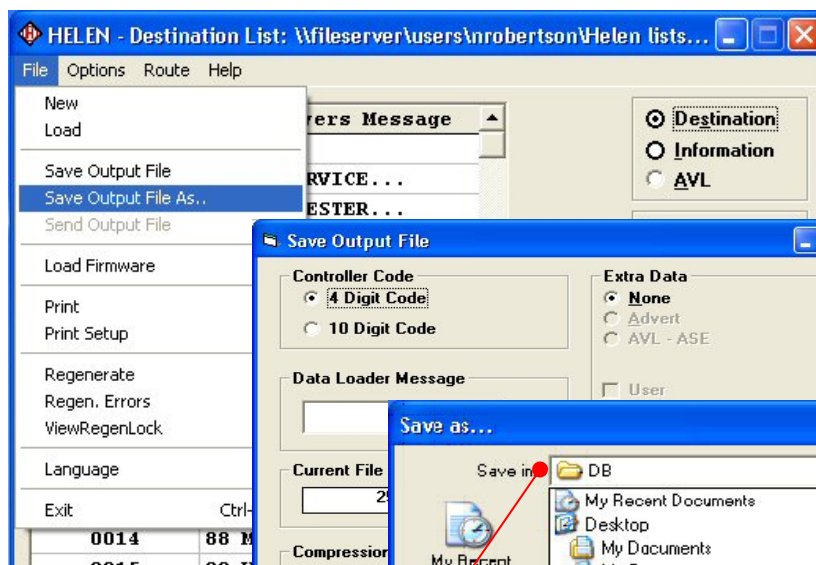 HELEN - Destination List: \\fileserver\users\nrobertson\Helen lists...
File Options Route Help
New
Load
Save Output File
Save Output File As..
Send Output File
Load Firmware
Print
Print Setup
Regenerate
Regen. Errors
ViewRegenLock
Language
Exit Ctrl-
Message
RVICE...
ESTER...
Destination
Information
AVL
Save Output File
Controller Code
4 Digit Code
10 Digit Code
Extra Data
None
Advert
AVL - ASE
User
Data Loader Message
Current File
Compression
Save as...
Save in
DB
My Recent Documents
Desktop
My Documents
My Recent
0014 88 M